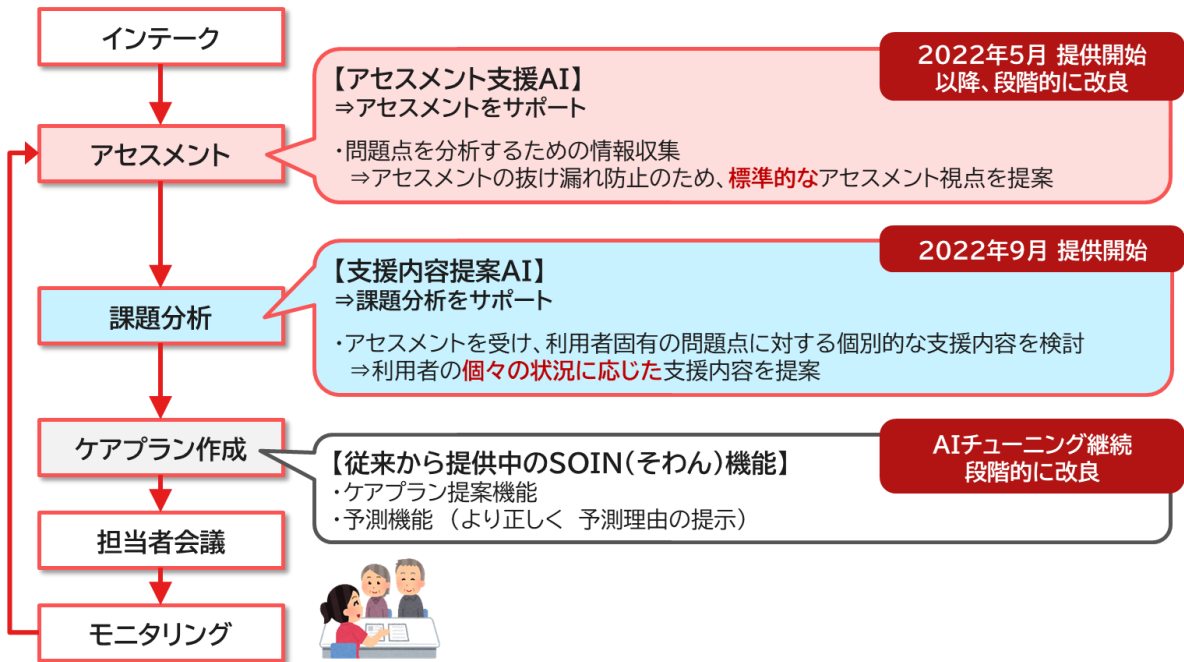 インテーク
2022年5月 提供開始
以降、段階的に改良
【アセスメント支援AI】
⇒アセスメントをサポート
アセスメント
・問題点を分析するための情報収集
⇒アセスメントの抜け漏れ防止のため、標準的なアセスメント視点を提案
2022年9月 提供開始
【支援内容提案AI】
⇒課題分析をサポート
課題分析
・アセスメントを受け、利用者固有の問題点に対する個別的な支援内容を検討
⇒利用者の個々の状況に応じた支援内容を提案
AIチューニング継続
段階的に改良
ケアプラン作成
【従来から提供中のSOIN(そわん)機能】
・ケアプラン提案機能
・予測機能 （より正しく 予測理由の提示）
担当者会議
モニタリング